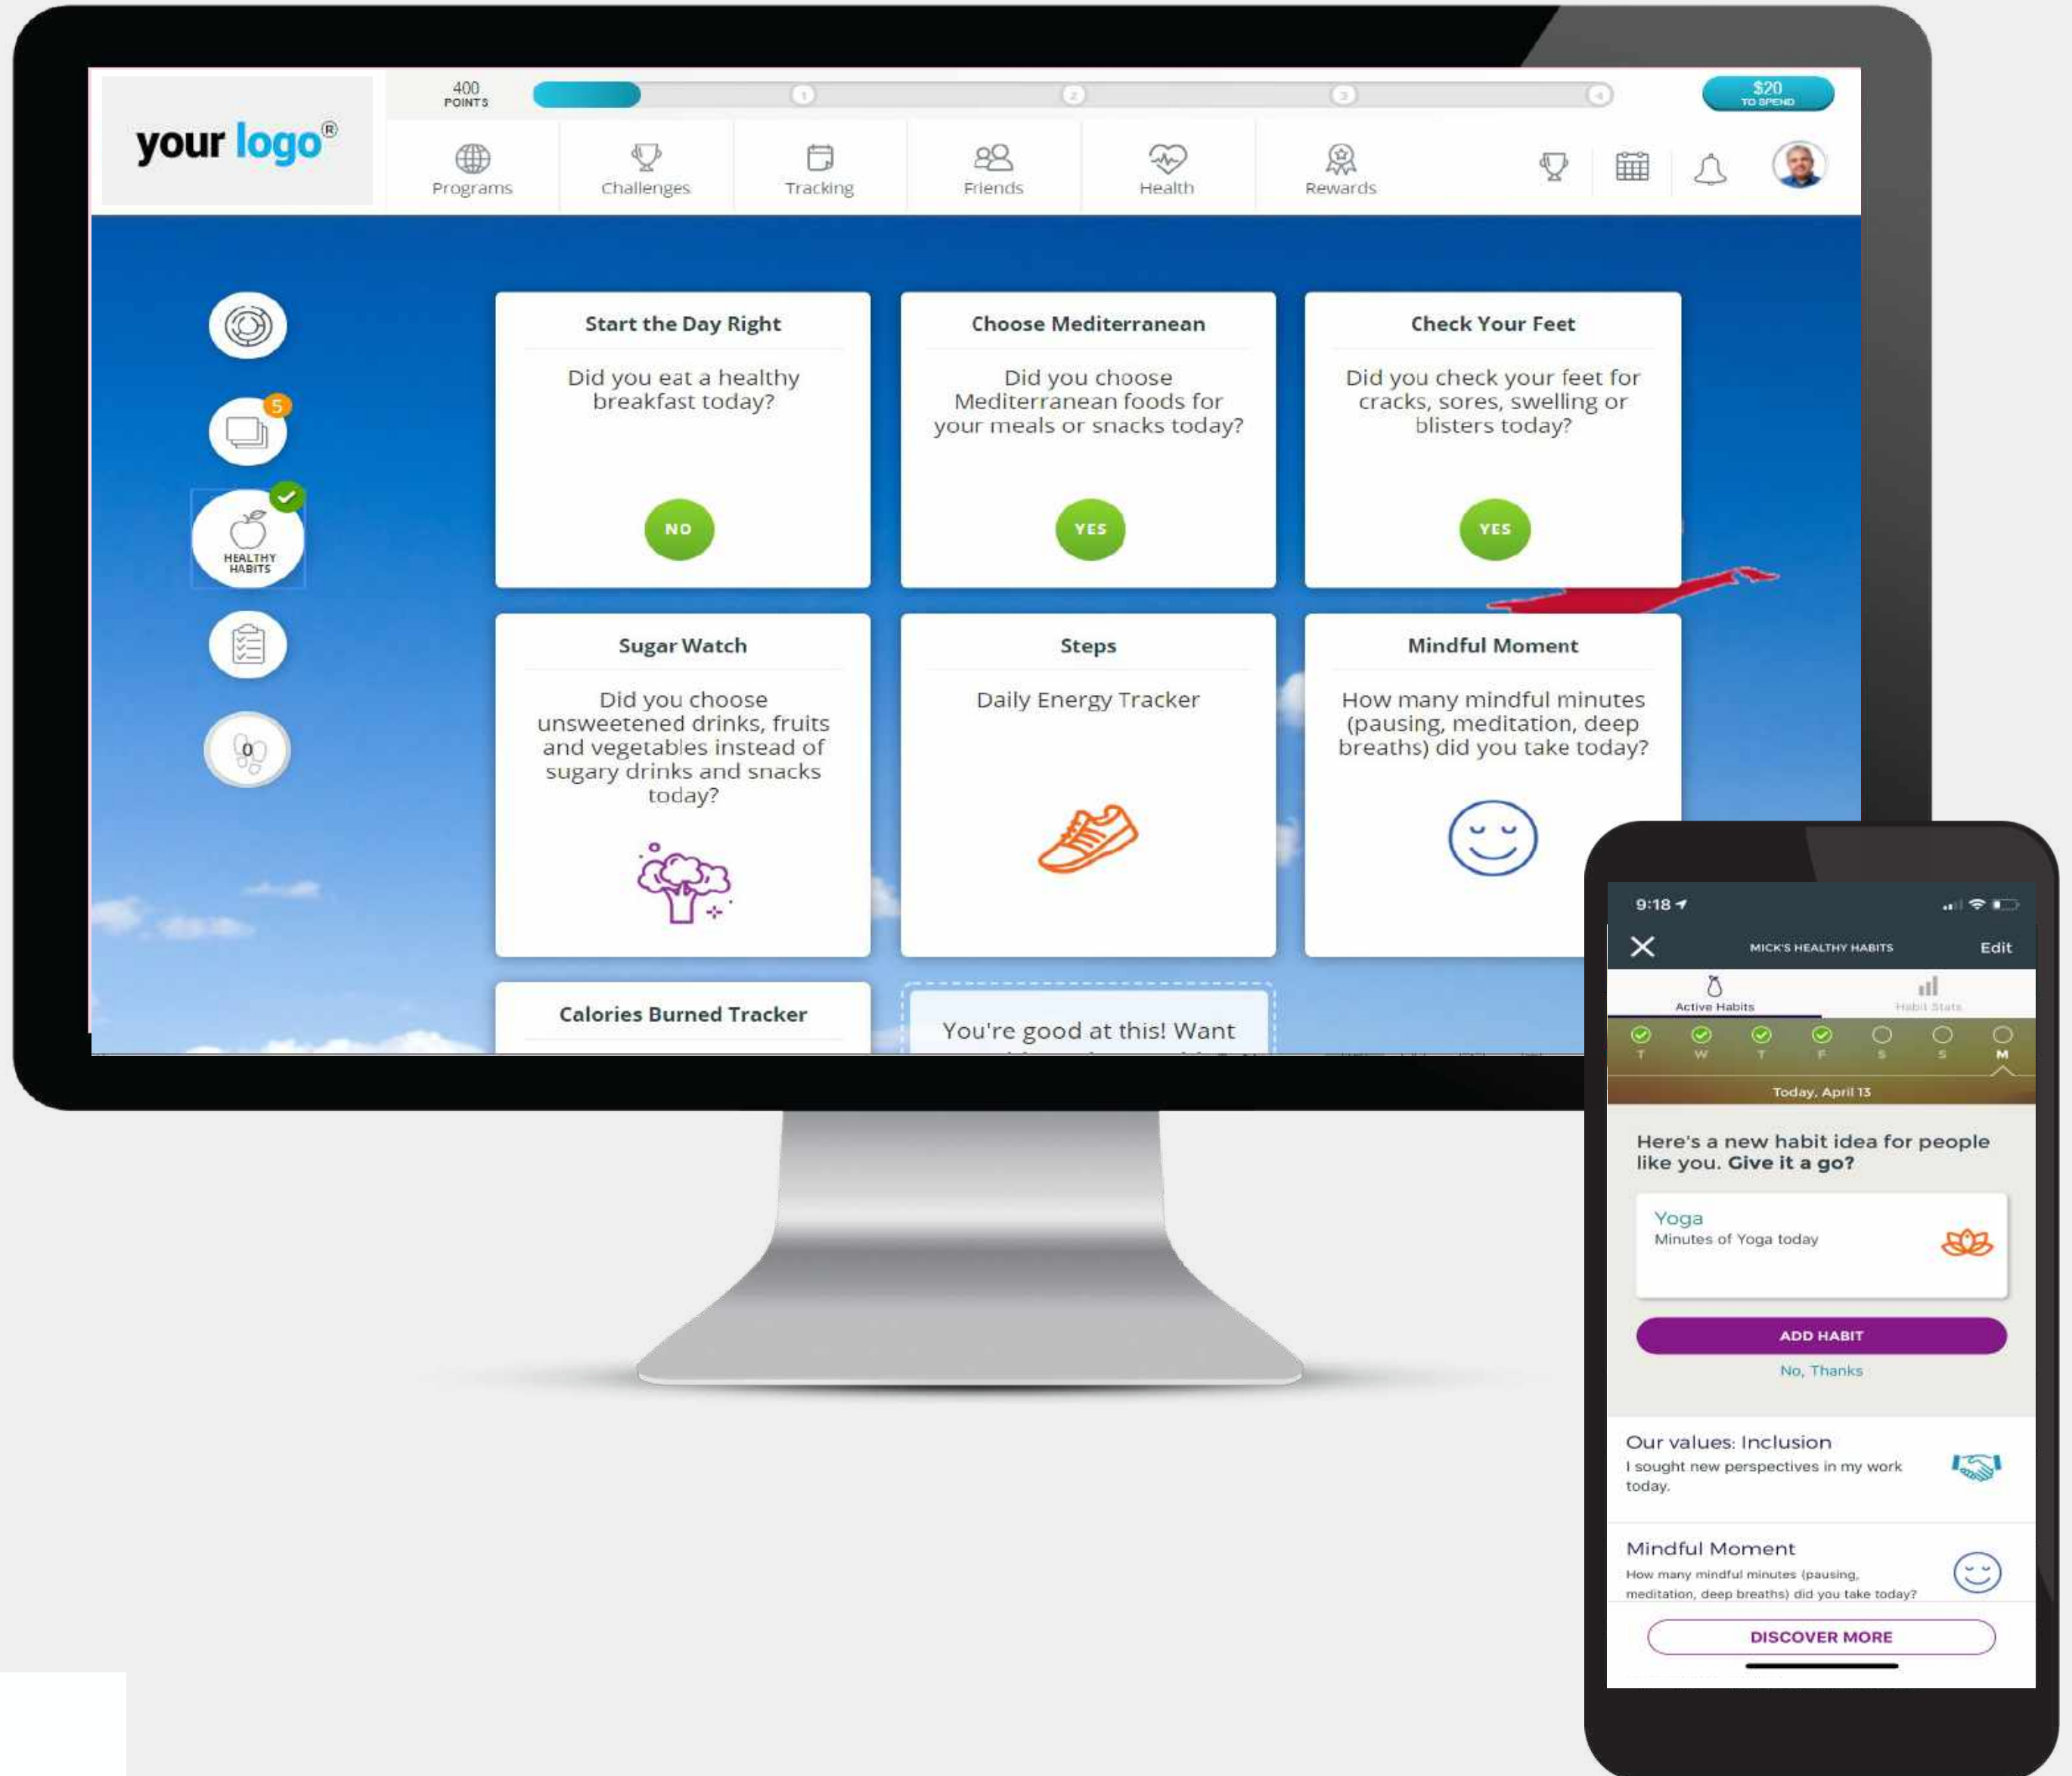 your logo®
400
POINTS
1
2
3
4
$20
TO SPEND
Programs
Challenges
Tracking
Friends
Health
Rewards
5
HEALTHY
HABITS
0
Start the Day Right
Did you eat a healthy
breakfast today?
NO
Choose Mediterranean
Did you choose
Mediterranean foods for
your meals or snacks today?
YES
Check Your Feet
Did you check your feet for
cracks, sores, swelling or
blisters today?
YES
Sugar Watch
Did you choose
unsweetened drinks, fruits
and vegetables instead of
sugary drinks and snacks
today?
Steps
Daily Energy Tracker
Mindful Moment
How many mindful minutes
(pausing, meditation, deep
breaths) did you take today?
Calories Burned Tracker
You're good at this! Want
9:18
MICK'S HEALTHY HABITS
Edit
Active Habits
Habit Stats
T W T F S S M
Today, April 13
Here's a new habit idea for people
like you. Give it a go?
Yoga
Minutes of Yoga today
ADD HABIT
No, Thanks
Our values: Inclusion
I sought new perspectives in my work
today.
Mindful Moment
How many mindful minutes (pausing,
meditation, deep breaths) did you take today?
DISCOVER MORE